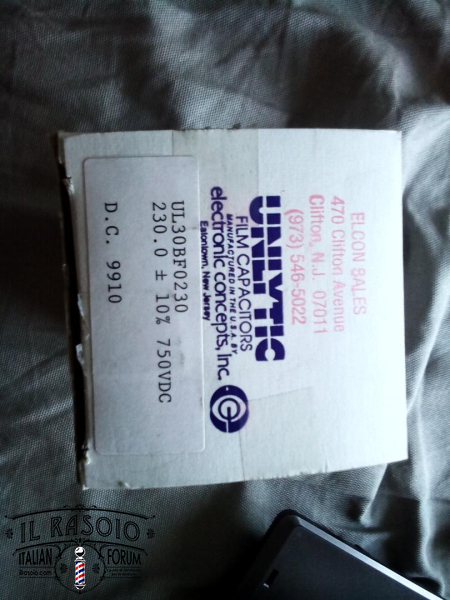 ELCON SALES
470 Clifton Avenue
Clifton, N.J. 07011
(973) 546-5022
UNLYTIC
FILM CAPACITORS
MANUFACTURED IN THE U.S.A. BY
electronic concepts, Inc.
Eatontown, New Jersey
UL30BF0230
230.0 ± 10% 750VDC
D.C. 9910
IL RASOIO
ITALIAN FORUM